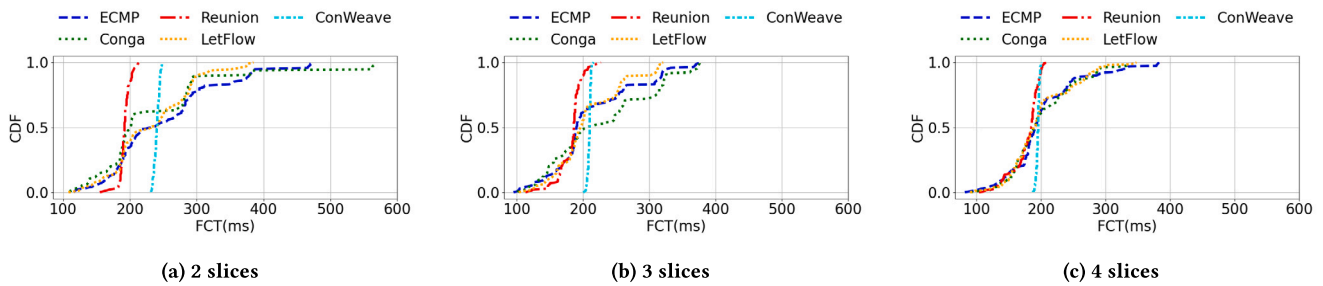 ECMP Reunion ConWeave
Conga LetFlow
CDF
1.0
0.5
0.0
100 200 300 400 500 600
FCT(ms)
(a) 2 slices
ECMP Reunion ConWeave
Conga LetFlow
CDF
1.0
0.5
0.0
100 200 300 400 500 600
FCT(ms)
(b) 3 slices
ECMP Reunion ConWeave
Conga LetFlow
CDF
1.0
0.5
0.0
100 200 300 400 500 600
FCT(ms)
(c) 4 slices